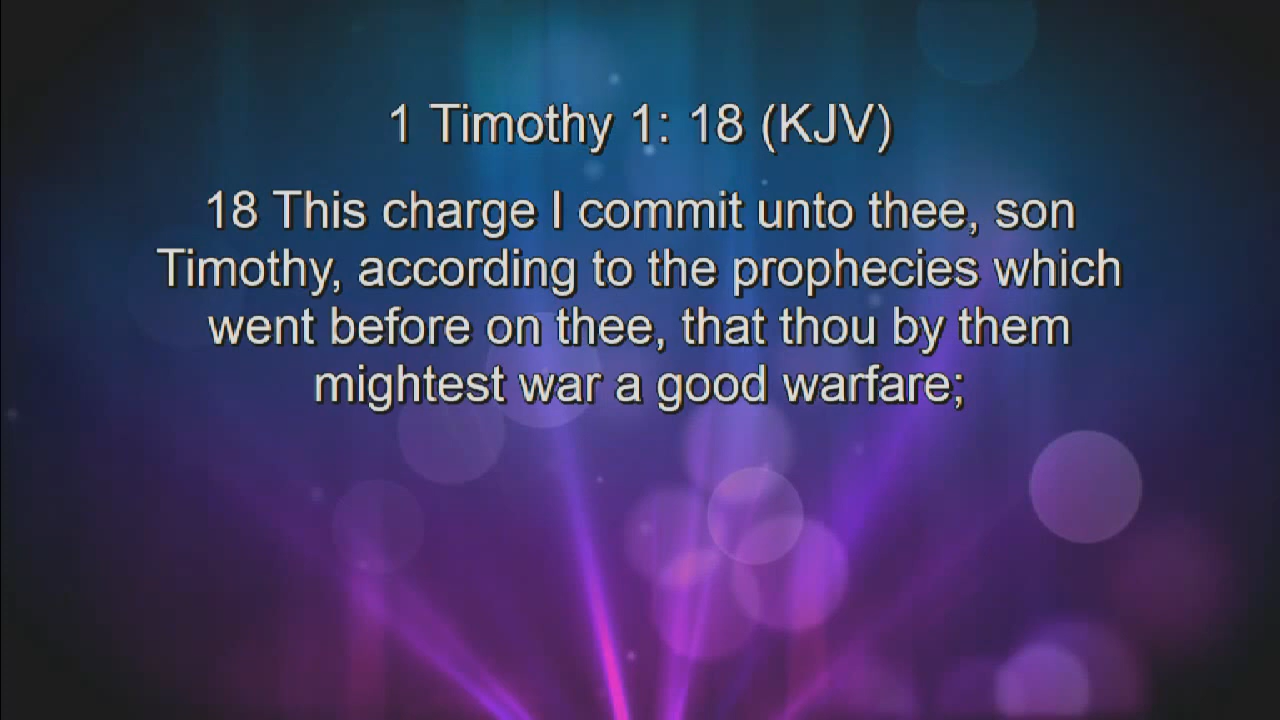 1 Timothy 1: 18 (KJV)
18 This charge I commit unto thee, son
Timothy, according to the prophecies which
went before on thee, that thou by them
mightest war a good warfare;